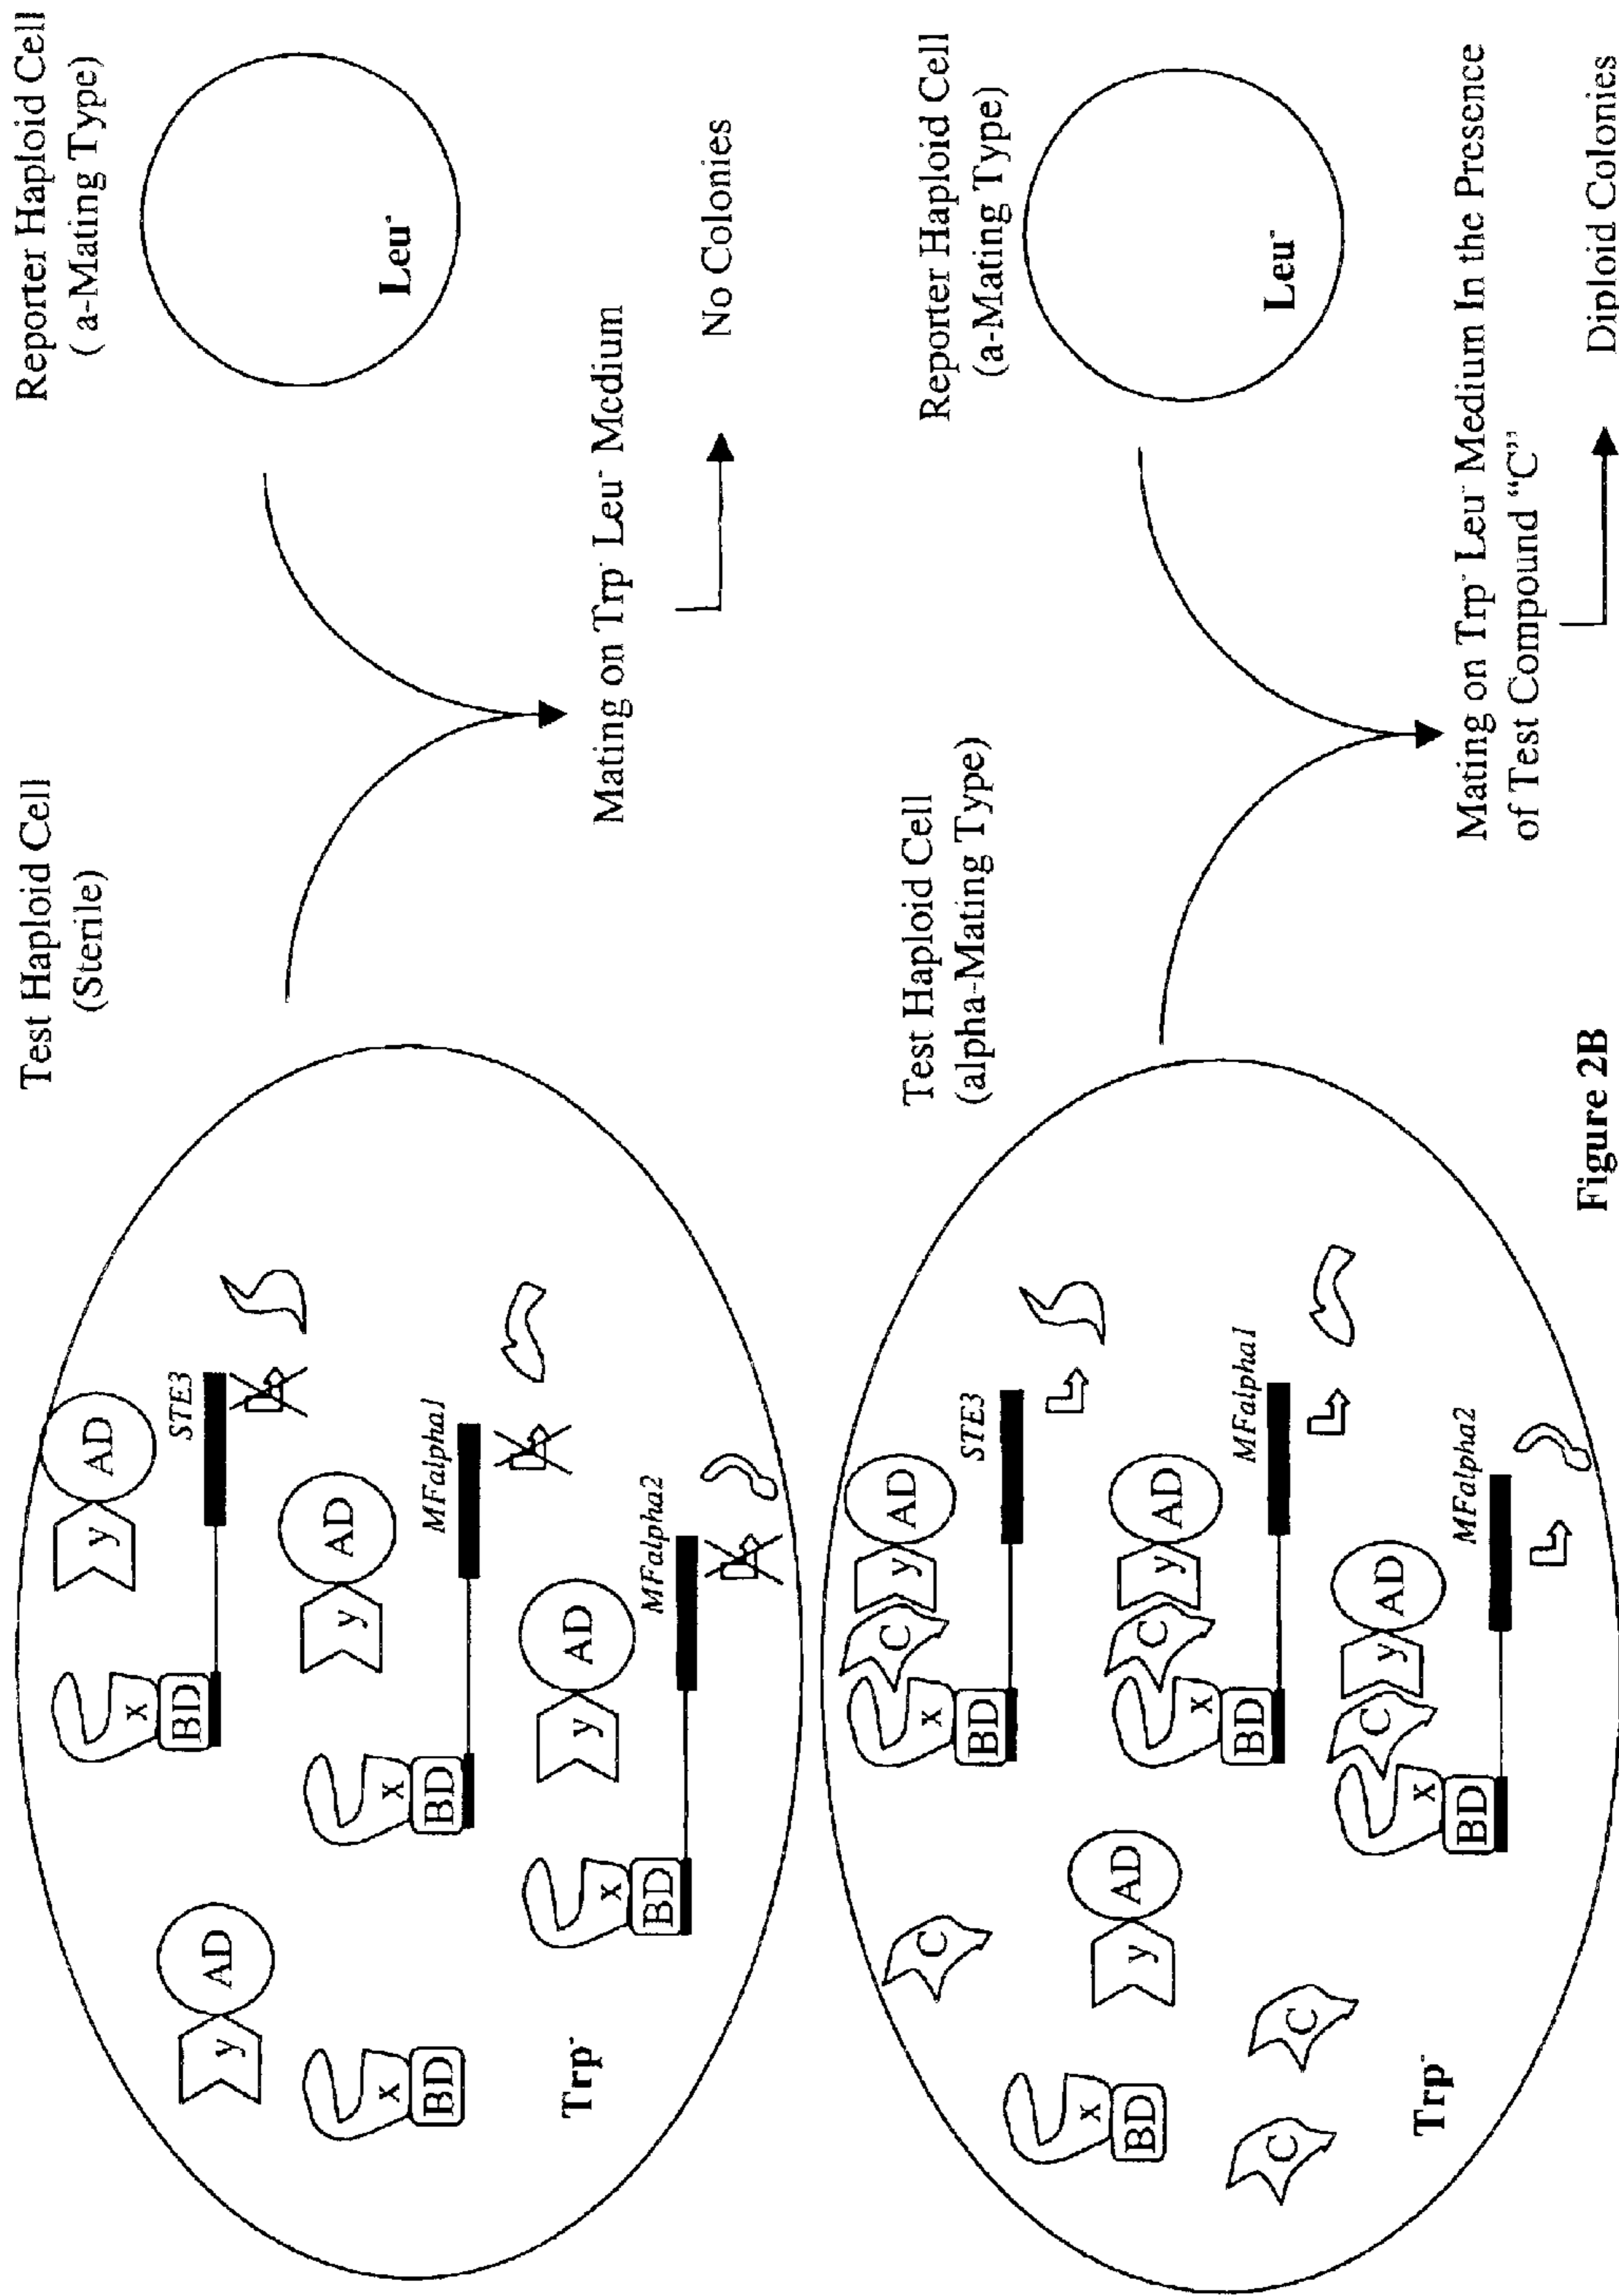 Test Haploid Cell
(Sterile)
Reporter Haploid Cell
( a-Mating Type)
y AD
x
BD
STE3
y AD
x
BD
y AD
x
BD
MFalpha1
y AD
x
BD
MFalpha2
Trp⁻
Leu⁻
Mating on Trp⁻ Leu⁻ Mcdium
No Colonies
Test Haploid Cell
(alpha-Mating Type)
Reporter Haploid Cell
(a-Mating Type)
C
x C y AD
BD
STE3
x
BD
y AD
x C y AD
BD
MFalpha1
C
C
x C y AD
BD
MFalpha2
Trp⁻
Leu⁻
Mating on Trp⁻ Leu⁻ Medium In the Presence
of Test Compound “C”
Diploid Colonies
Figure 2B